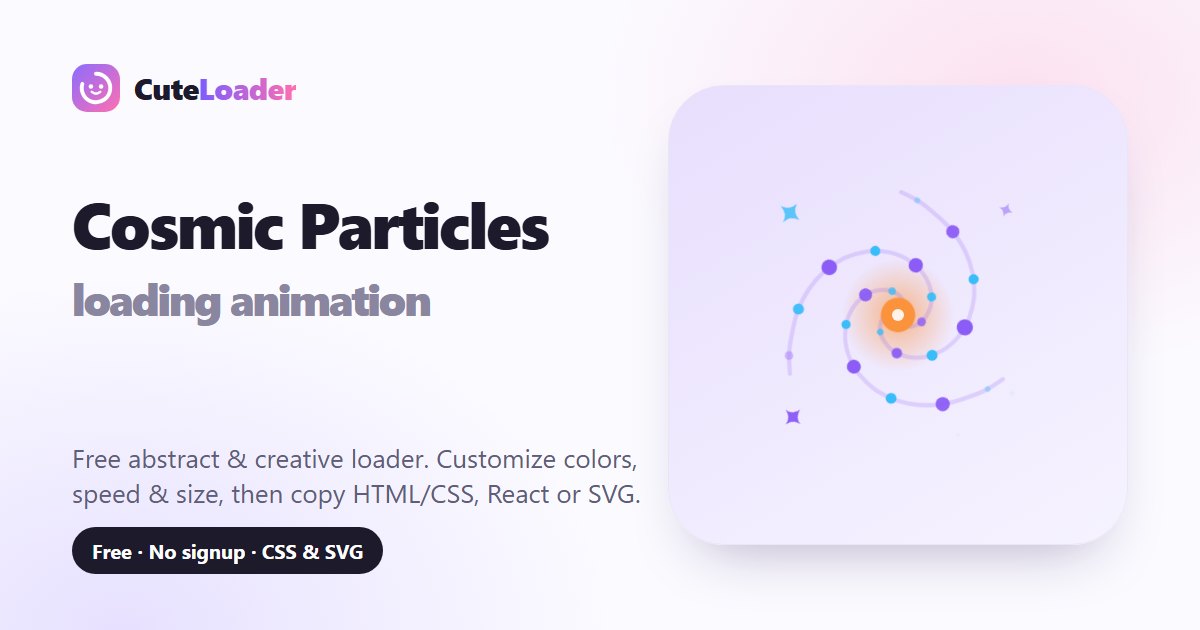 CuteLoader
Cosmic Particles
loading animation
Free abstract & creative loader. Customize colors,
speed & size, then copy HTML/CSS, React or SVG.
Free · No signup · CSS & SVG